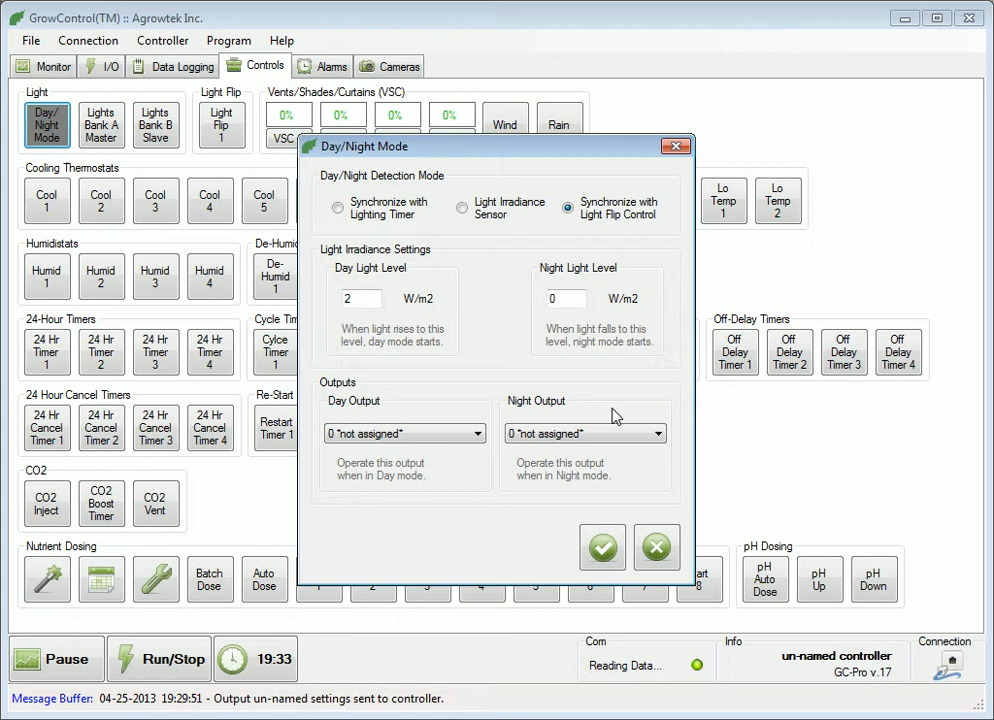 GrowControl(TM) :: Agrowtek Inc.
File Connection Controller Program Help
Monitor I/O Data Logging Controls Alarms Cameras
Light Light Flip Vents/Shades/Curtains (VSC)
Day/ Night Mode
Lights Bank A Master
Lights Bank B Slave
Light Flip 1
0% 0% 0% 0%
VSC
Wind Rain
Day/Night Mode
Day/Night Detection Mode
Synchronize with Lighting Timer
Light Irradiance Sensor
Synchronize with Light Flip Control
Light Irradiance Settings
Day Light Level
2 W/m2
When light rises to this
level, day mode starts.
Night Light Level
0 W/m2
When light falls to this
level, night mode starts.
Outputs
Day Output
0 *not assigned*
Operate this output
when in Day mode.
Night Output
0 *not assigned*
Operate this output
when in Night mode.
Cooling Thermostats
Cool 1
Cool 2
Cool 3
Cool 4
Cool 5
Lo Temp 1
Lo Temp 2
Humidistats
Humid 1
Humid 2
Humid 3
Humid 4
De-Humid
De- Humid 1
24-Hour Timers
24 Hr Timer 1
24 Hr Timer 2
24 Hr Timer 3
24 Hr Timer 4
Cycle Tim
Cylce Timer 1
Off-Delay Timers
Off Delay Timer 1
Off Delay Timer 2
Off Delay Timer 3
Off Delay Timer 4
24 Hour Cancel Timers
24 Hr Cancel Timer 1
24 Hr Cancel Timer 2
24 Hr Cancel Timer 3
24 Hr Cancel Timer 4
Re-Start
Restart Timer 1
CO2
CO2 Inject
CO2 Boost Timer
CO2 Vent
Nutrient Dosing
Batch Dose
Auto Dose
1 2 3 4 5 6 7
art 8
pH Dosing
pH Auto Dose
pH Up
pH Down
Pause Run/Stop 19:33
Com
Reading Data...
Info
un-named controller
GC-Pro v.17
Connection
Message Buffer: 04-25-2013 19:29:51 - Output un-named settings sent to controller.